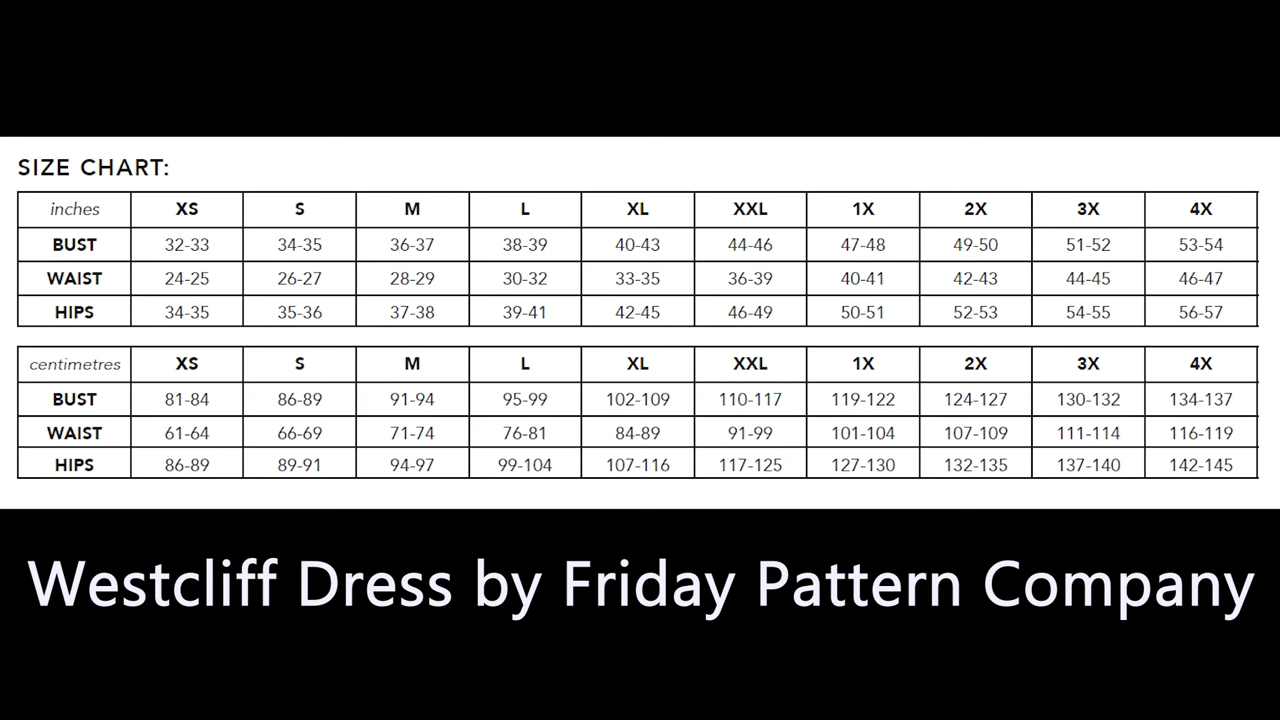 SIZE CHART:
inches XS S M L XL XXL 1X 2X 3X 4X
BUST 32-33 34-35 36-37 38-39 40-43 44-46 47-48 49-50 51-52 53-54
WAIST 24-25 26-27 28-29 30-32 33-35 36-39 40-41 42-43 44-45 46-47
HIPS 34-35 35-36 37-38 39-41 42-45 46-49 50-51 52-53 54-55 56-57
centimetres XS S M L XL XXL 1X 2X 3X 4X
BUST 81-84 86-89 91-94 95-99 102-109 110-117 119-122 124-127 130-132 134-137
WAIST 61-64 66-69 71-74 76-81 84-89 91-99 101-104 107-109 111-114 116-119
HIPS 86-89 89-91 94-97 99-104 107-116 117-125 127-130 132-135 137-140 142-145
Westcliff Dress by Friday Pattern Company